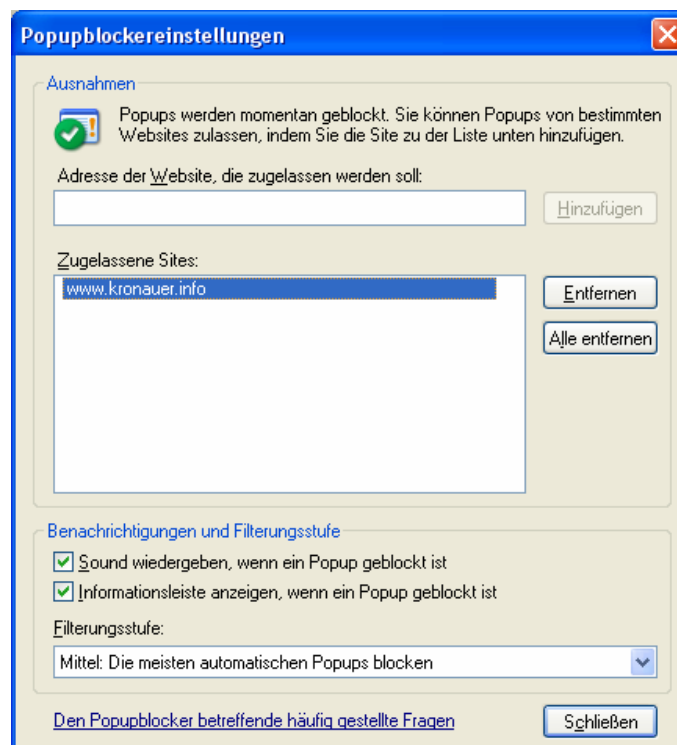 Popupblockereinstellungen
Ausnahmen
Popups werden momentan geblockt. Sie können Popups von bestimmten
Websites zulassen, indem Sie die Site zu der Liste unten hinzufügen.
Adresse der Website, die zugelassen werden soll:
Hinzufügen
Zugelassene Sites:
www.kronauer.info
Entfernen
Alle entfernen
Benachrichtigungen und Filterungsstufe
Sound wiedergeben, wenn ein Popup geblockt ist
Informationsleiste anzeigen, wenn ein Popup geblockt ist
Filterungsstufe:
Mittel: Die meisten automatischen Popups blocken
Den Popupblocker betreffende häufig gestellte Fragen
Schließen